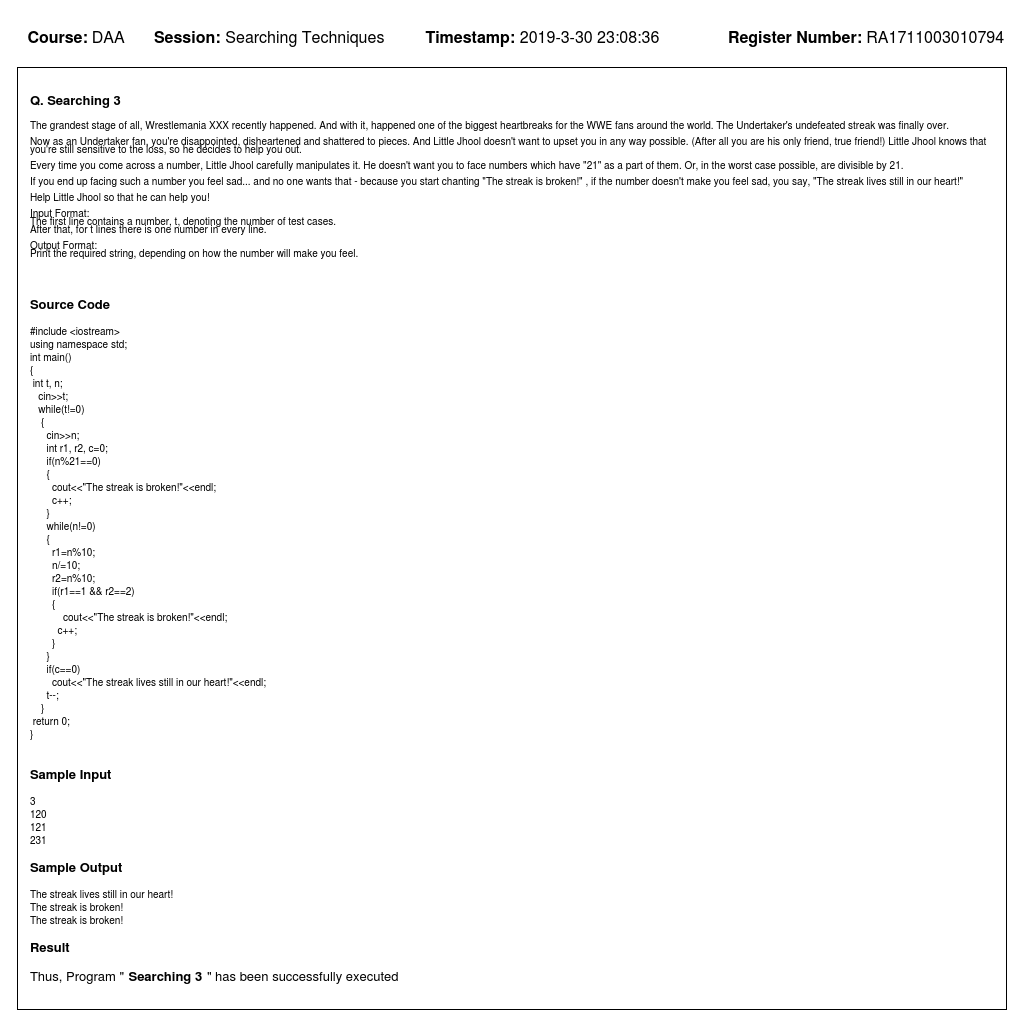 Course: DAA Session: Searching Techniques Timestamp: 2019-3-30 23:08:36 Register Number: RA1711003010794
Q. Searching 3
The grandest stage of all, Wrestlemania XXX recently happened. And with it, happened one of the biggest heartbreaks for the WWE fans around the world. The Undertaker's undefeated streak was finally over.
Now as an Undertaker fan, you're disappointed, disheartened and shattered to pieces. And Little Jhool doesn't want to upset you in any way possible. (After all you are his only friend, true friend!) Little Jhool knows that
you're still sensitive to the loss, so he decides to help you out.
Every time you come across a number, Little Jhool carefully manipulates it. He doesn't want you to face numbers which have "21" as a part of them. Or, in the worst case possible, are divisible by 21.
If you end up facing such a number you feel sad... and no one wants that - because you start chanting "The streak is broken!" , if the number doesn't make you feel sad, you say, "The streak lives still in our heart!"
Help Little Jhool so that he can help you!
Input Format:
The first line contains a number, t, denoting the number of test cases.
After that, for t lines there is one number in every line.
Output Format:
Print the required string, depending on how the number will make you feel.
Source Code
#include <iostream>
using namespace std;
int main()
{
int t, n;
cin>>t;
while(t!=0)
{
cin>>n;
int r1, r2, c=0;
if(n%21==0)
{
cout<<"The streak is broken!"<<endl;
c++;
}
while(n!=0)
{
r1=n%10;
n/=10;
r2=n%10;
if(r1==1 && r2==2)
{
cout<<"The streak is broken!"<<endl;
c++;
}
}
if(c==0)
cout<<"The streak lives still in our heart!"<<endl;
t--;
}
return 0;
}
Sample Input
3
120
121
231
Sample Output
The streak lives still in our heart!
The streak is broken!
The streak is broken!
Result
Thus, Program " Searching 3 " has been successfully executed